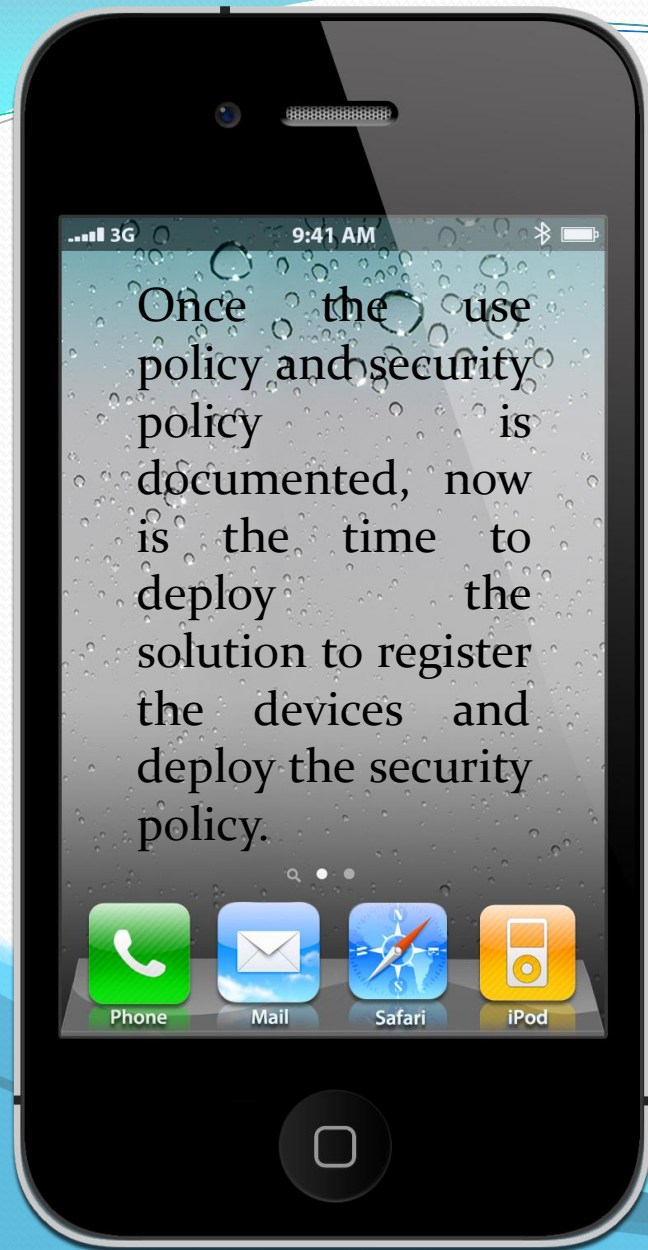 3G 9:41 AM
Once the use
policy and security
policy is
documented, now
is the time to
deploy the
solution to register
the devices and
deploy the security
policy.
Phone Mail Safari iPod